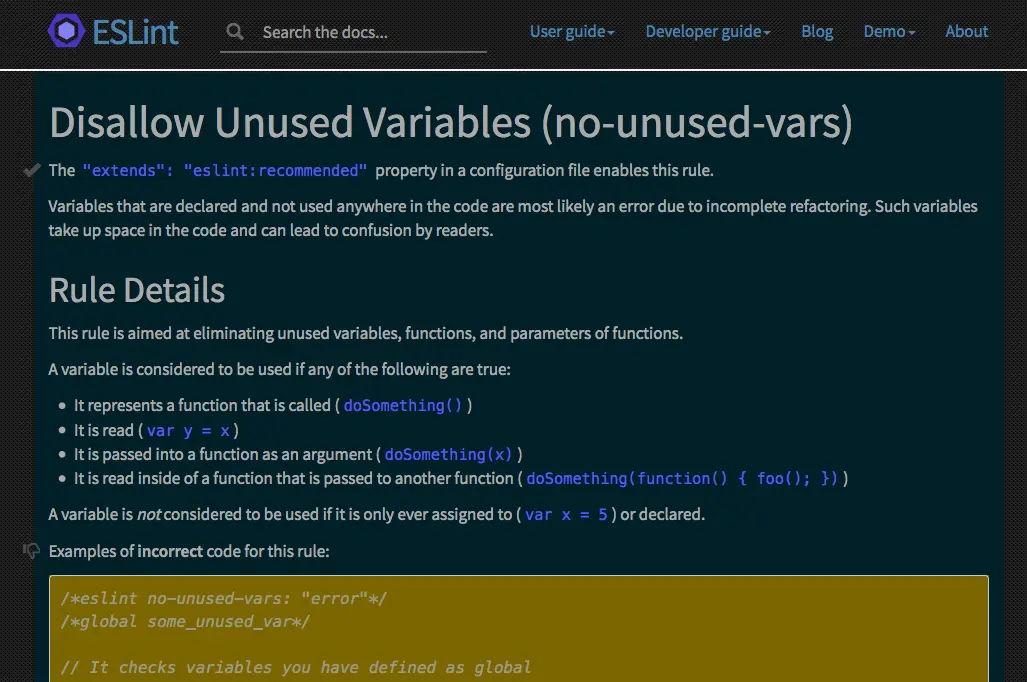 ESLint
Search the docs...
User guide
Developer guide
Blog
Demo
About
Disallow Unused Variables (no-unused-vars)
The "extends": "eslint:recommended" property in a configuration file enables this rule.
Variables that are declared and not used anywhere in the code are most likely an error due to incomplete refactoring. Such variables
take up space in the code and can lead to confusion by readers.
Rule Details
This rule is aimed at eliminating unused variables, functions, and parameters of functions.
A variable is considered to be used if any of the following are true:
• It represents a function that is called ( doSomething() )
• It is read ( var y = x )
• It is passed into a function as an argument ( doSomething(x) )
• It is read inside of a function that is passed to another function ( doSomething(function() { foo(); }) )
A variable is not considered to be used if it is only ever assigned to ( var x = 5 ) or declared.
Examples of incorrect code for this rule:
/*eslint no-unused-vars: "error"*/
/*global some_unused_var*/
// It checks variables you have defined as global